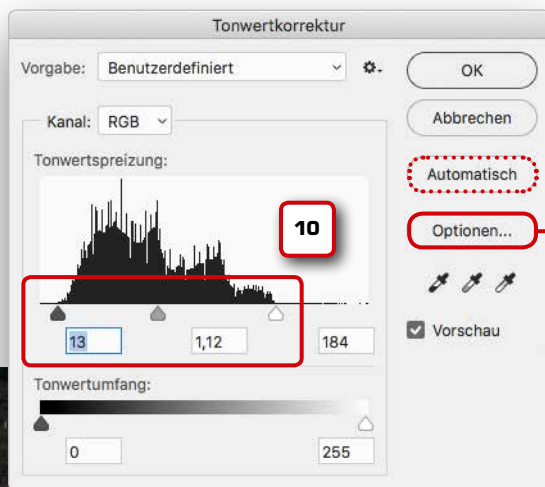 Tonwertkorrektur
Vorgabe: Benutzerdefiniert
OK
Kanal: RGB
Abbrechen
Tonwertspreizung:
Automatisch
10
Optionen...
13 1,12 184
Vorschau
Tonwertumfang:
0 255